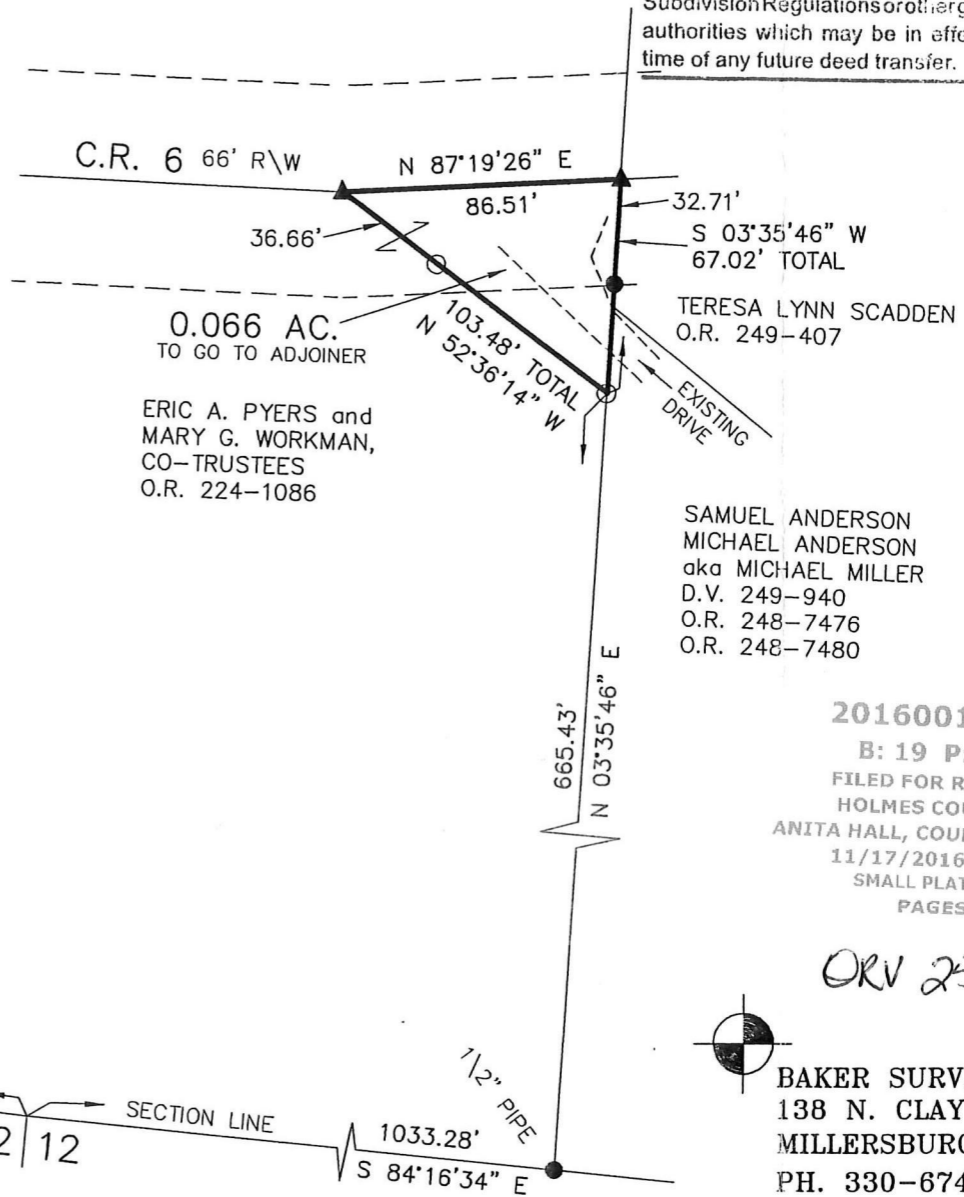 authorities which may be in
time of any future deed transfer.
C.R. 6 66' R\W
N 87°19'26" E
86.51'
32.71'
36.66'
S 03°35'46" W
67.02' TOTAL
TERESA LYNN SCADDEN
O.R. 249-407
0.066 AC.
TO GO TO ADJOINER
103.48' TOTAL
N 52°36'14" W
EXISTING
DRIVE
ERIC A. PYERS and
MARY G. WORKMAN,
CO-TRUSTEES
O.R. 224-1086
SAMUEL ANDERSON
MICHAEL ANDERSON
aka MICHAEL MILLER
D.V. 249-940
O.R. 248-7476
O.R. 248-7480
665.43'
N 03°35'46" E
2016001
B: 19 P
FILED FOR R
HOLMES COU
ANITA HALL, COU
11/17/2016
SMALL PLAT
PAGES
ORV
1/2" PIPE
SECTION LINE
2 12
1033.28'
S 84°16'34" E
BAKER SURV
138 N. CLAY
MILLERSBURG
PH. 330-674